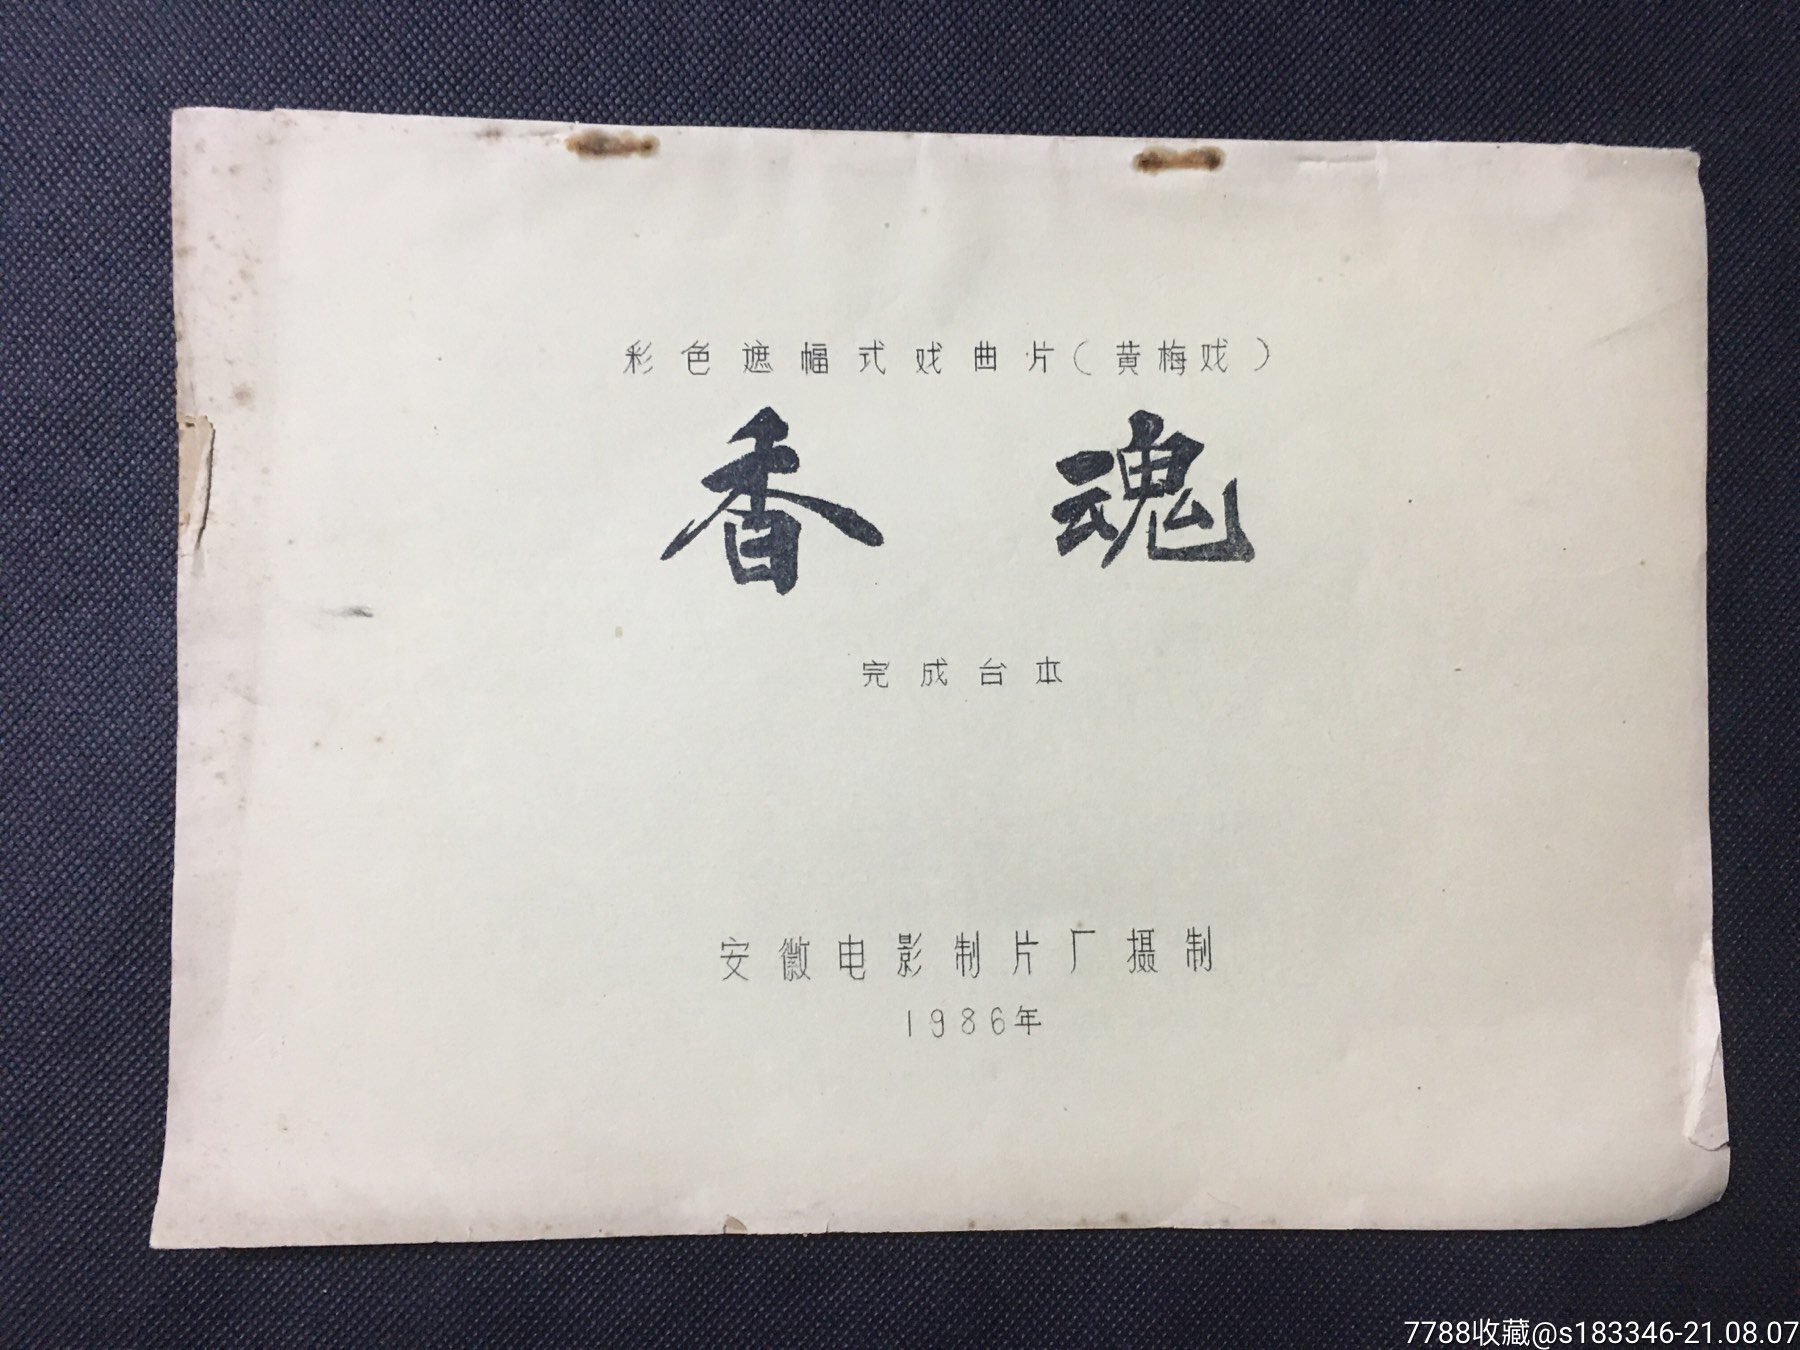 彩色遮幅式戏曲片（黄梅戏）
香魂
完成台本
安徽电影制片厂摄制
1986年
7788收藏@s183346-21.08.07